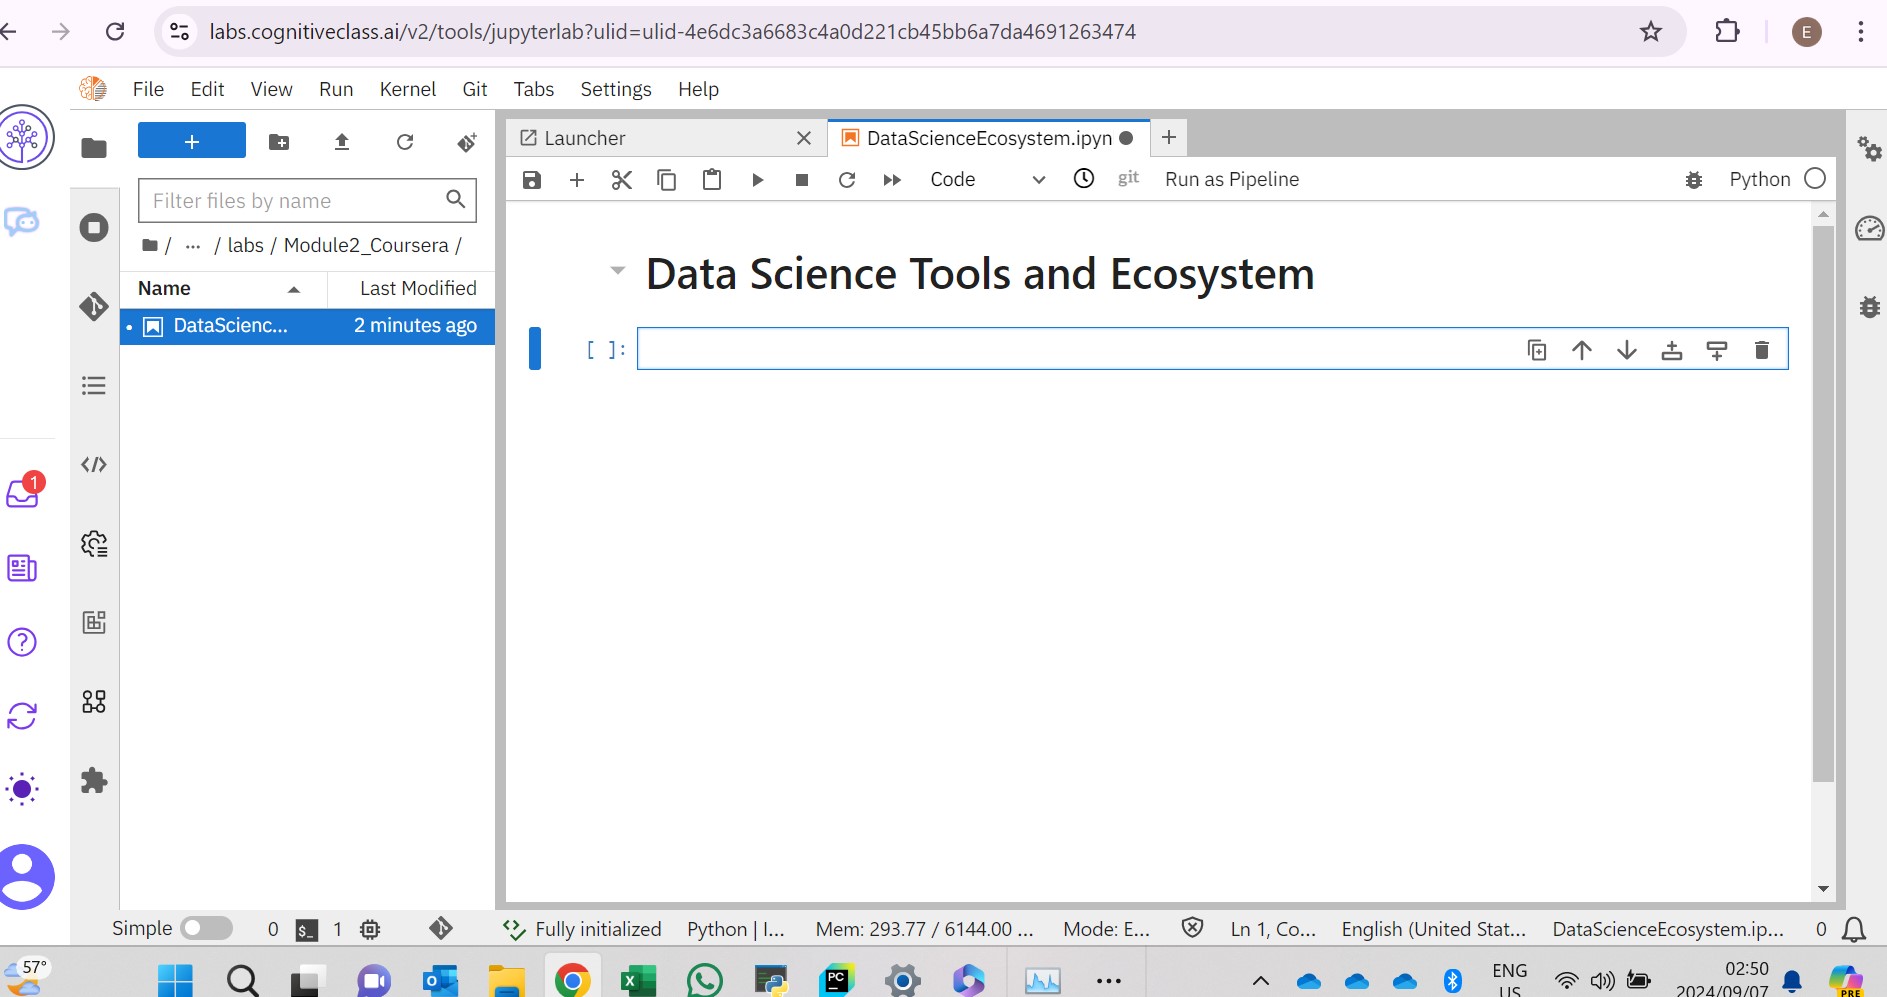 labs.cognitiveclass.ai/v2/tools/jupyterlab?ulid=ulid-4e6dc3a6683c4a0d221cb45bb6a7da4691263474
E
File Edit View Run Kernel Git Tabs Settings Help
+
Launcher
DataScienceEcosystem.ipyn
Filter files by name
Code
git
Run as Pipeline
Python
/ ... / labs / Module2_Coursera /
Name
Last Modified
DataScienc...
2 minutes ago
Data Science Tools and Ecosystem
[ ]:
1
Simple
0
$_
1
Fully initialized
Python | I...
Mem: 293.77 / 6144.00 ...
Mode: E...
Ln 1, Co...
English (United Stat...
DataScienceEcosystem.ip...
0
57°
PC
ENG
US
02:50
2024/09/07
PRE